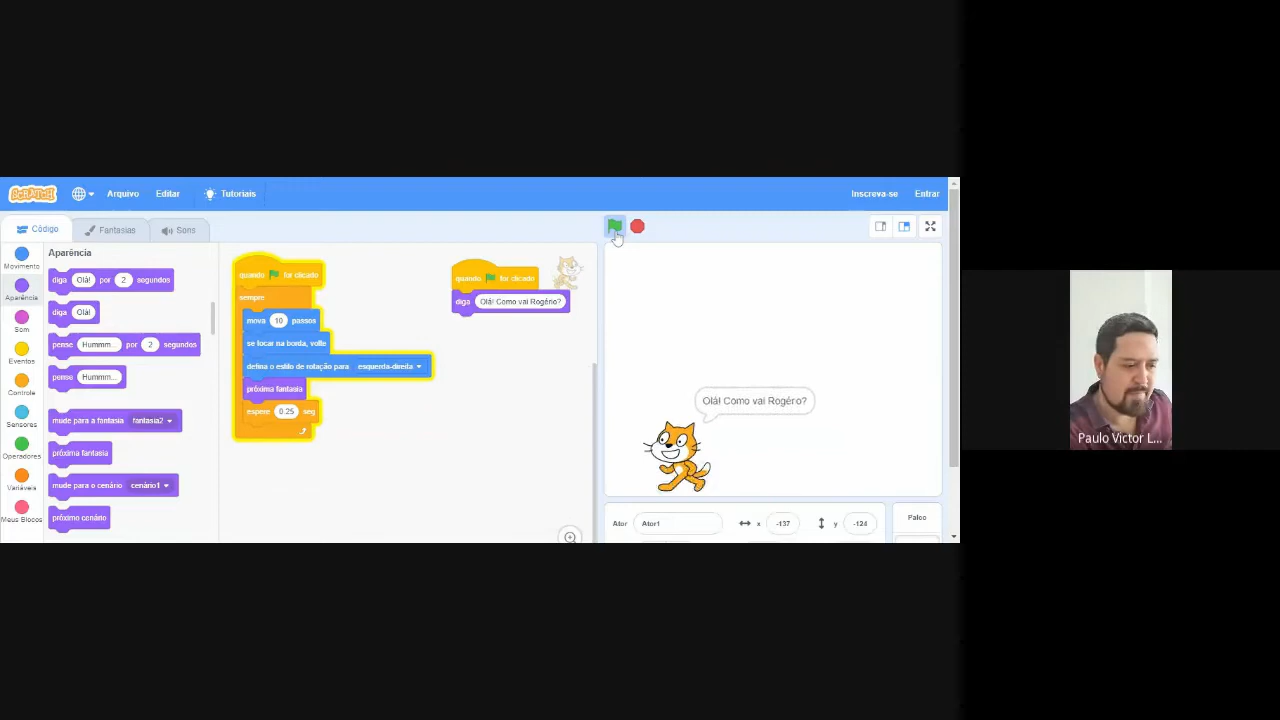 SCRATCH
Arquivo
Editar
Tutoriais
Inscreva-se
Entrar
Código
Fantasias
Sons
Movimento
Aparência
Som
Eventos
Controle
Sensores
Operadores
Variáveis
Meus Blocos
Aparência
diga Olá! por 2 segundos
diga Olá!
pense Hummm... por 2 segundos
pense Hummm...
mude para a fantasia fantasia2
próxima fantasia
mude para o cenário cenário1
próximo cenário
quando for clicado
sempre
mova 10 passos
se tocar na borda, volte
defina o estilo de rotação para esquerda-direita
próxima fantasia
espere 0.25 seg
quando for clicado
diga Olá! Como vai Rogério?
Olá! Como vai Rogério?
Ator Ator1 x -137 y -124
Palco
Paulo Victor L...